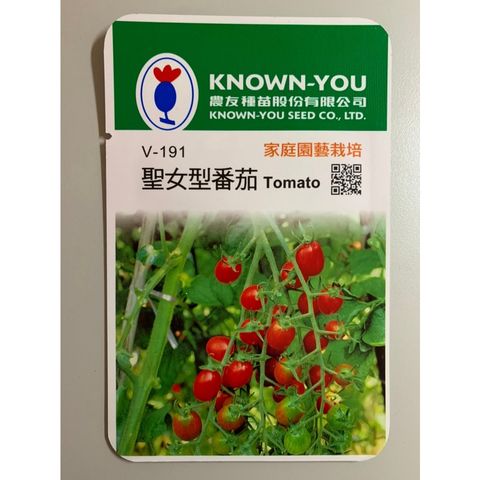 KNOWN-YOU
農友種苗股份有限公司
KNOWN-YOU SEED CO., LTD.
V-191
家庭園藝栽培
聖女型番茄 Tomato